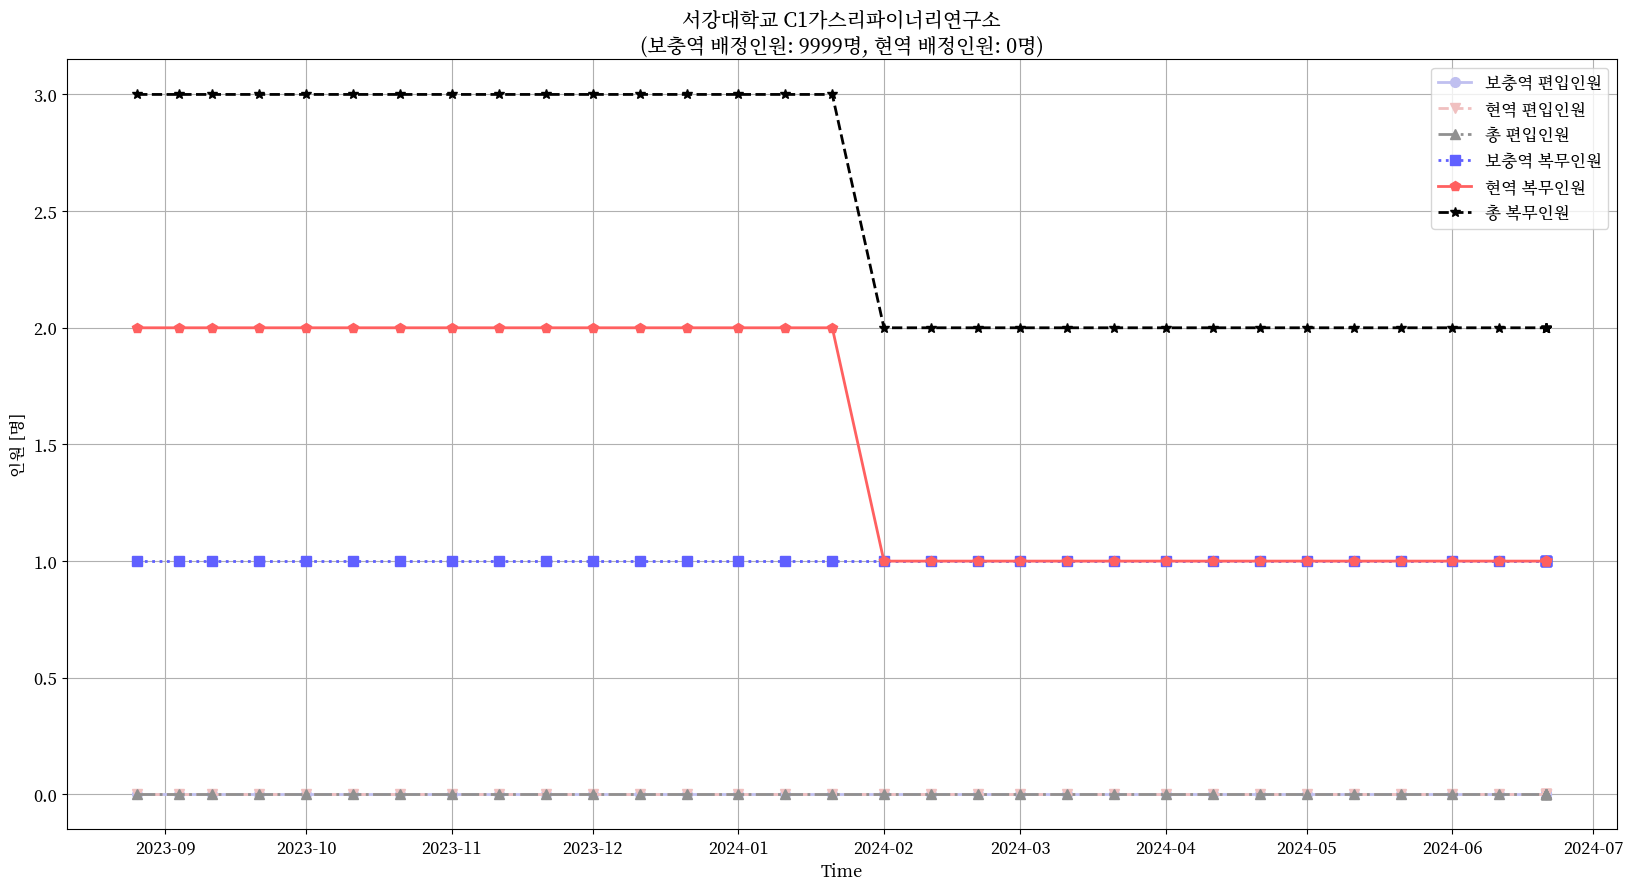 서강대학교 C1가스리파이너리연구소
(보충역 배정인원: 9999명, 현역 배정인원: 0명)
보충역 편입인원
현역 편입인원
총 편입인원
보충역 복무인원
현역 복무인원
총 복무인원
인원 [명]
3.0
2.5
2.0
1.5
1.0
0.5
0.0
2023-09
2023-10
2023-11
2023-12
2024-01
2024-02
2024-03
2024-04
2024-05
2024-06
2024-07
Time